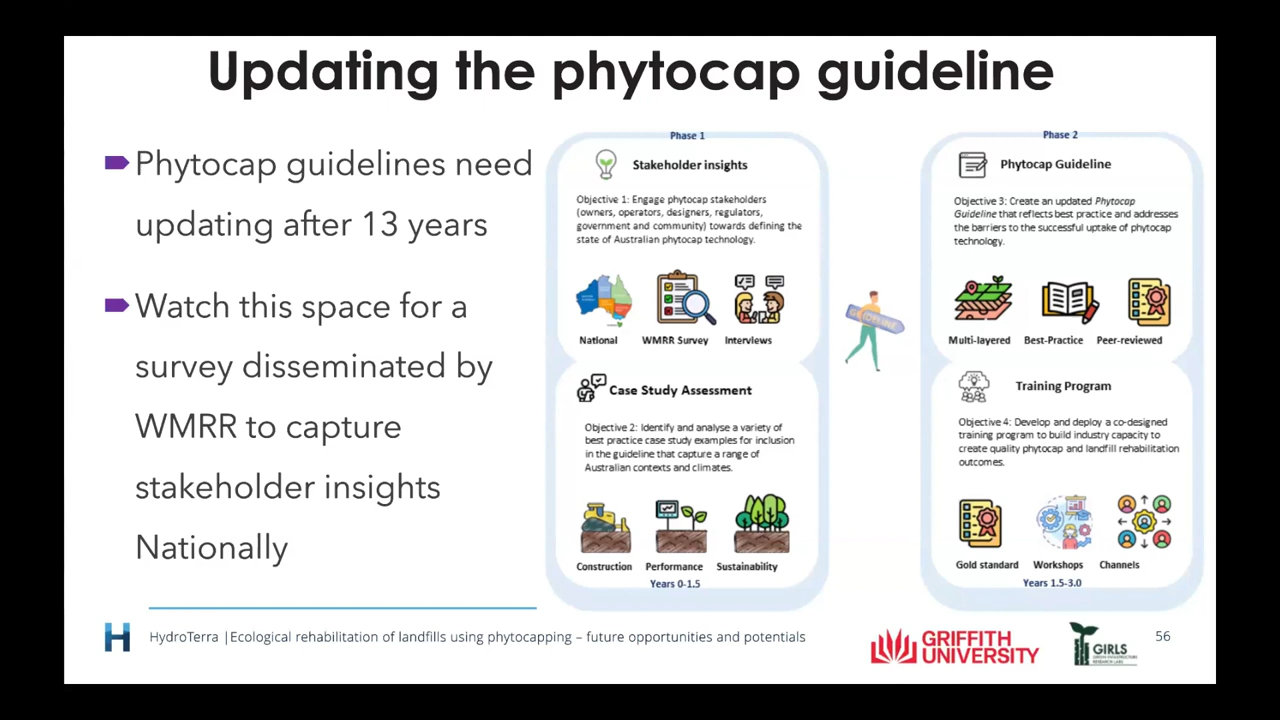 Updating the phytocap guideline
Phytocap guidelines need
updating after 13 years
Watch this space for a
survey disseminated by
WMRR to capture
stakeholder insights
Nationally
Phase 1
Stakeholder insights
Objective 1: Engage phytocap stakeholders
(owners, operators, designers, regulators,
government and community) towards defining the
state of Australian phytocap technology.
National
WMRR Survey
Interviews
Case Study Assessment
Objective 2: Identify and analyse a variety of
best practice case study examples for inclusion
in the guideline that capture a range of
Australian contexts and climates.
Construction
Performance
Sustainability
Years 0-1.5
GUIDELINE
Phase 2
Phytocap Guideline
Objective 3: Create an updated Phytocap
Guideline that reflects best practice and addresses
the barriers to the successful uptake of phytocap
technology.
Multi-layered
Best-Practice
Peer-reviewed
Training Program
Objective 4: Develop and deploy a co-designed
training program to build industry capacity to
create quality phytocap and landfill rehabilitation
outcomes.
Gold standard
Workshops
Channels
Years 1.5-3.0
H
HydroTerra |Ecological rehabilitation of landfills using phytocapping – future opportunities and potentials
GRIFFITH
UNIVERSITY
GIRLS
GREEN INFRASTRUCTURE
RESEARCH LABS
56